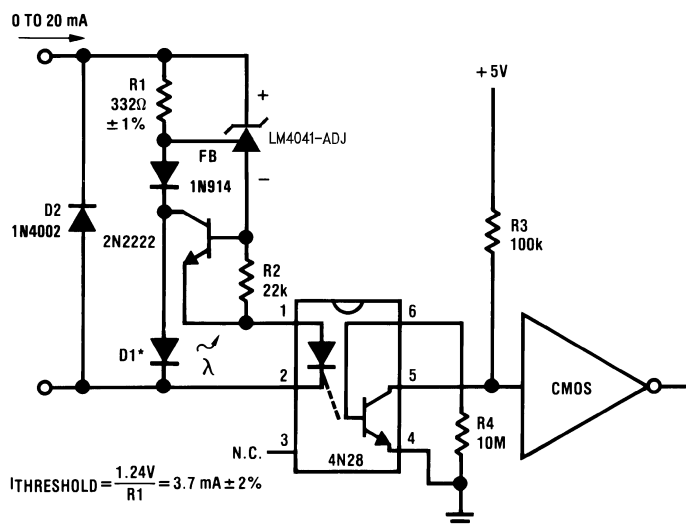 0 TO 20 mA
R1
332Ω
±1%
+
LM4041-ADJ
FB
−
1N914
D2
1N4002
2N2222
R2
22k
+5V
R3
100k
D1*
λ
1
2
3
N.C.
6
5
4
4N28
R4
10M
CMOS
ITHRESHOLD = 1.24V / R1 = 3.7 mA ± 2%